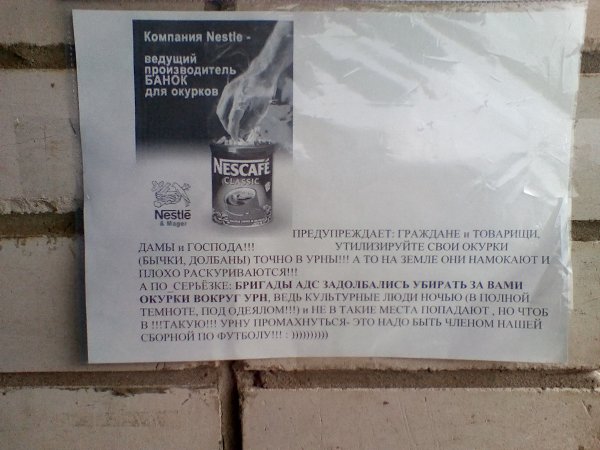 Компания Nestle -
ведущий
производитель
БАНОК
для окурков
NESCAFÉ
CLASSIC
Nestlé
& Mager
ПРЕДУПРЕЖДАЕТ: ГРАЖДАНЕ и ТОВАРИЩИ,
ДАМЫ и ГОСПОДА!!! УТИЛИЗИРУЙТЕ СВОИ ОКУРКИ
(БЫЧКИ, ДОЛБАНЫ) ТОЧНО В УРНЫ!!! А ТО НА ЗЕМЛЕ ОНИ НАМОКАЮТ И
ПЛОХО РАСКУРИВАЮТСЯ!!!
А ПО_СЕРЬЁЗКЕ: БРИГАДЫ АДС ЗАДОЛБАЛИСЬ УБИРАТЬ ЗА ВАМИ
ОКУРКИ ВОКРУГ УРН, ВЕДЬ КУЛЬТУРНЫЕ ЛЮДИ НОЧЬЮ (В ПОЛНОЙ
ТЕМНОТЕ, ПОД ОДЕЯЛОМ!!!) и НЕ В ТАКИЕ МЕСТА ПОПАДАЮТ , НО ЧТОБ
В !!!ТАКУЮ!!! УРНУ ПРОМАХНУТЬСЯ- ЭТО НАДО БЫТЬ ЧЛЕНОМ НАШЕЙ
СБОРНОЙ ПО ФУТБОЛУ!!! : ))))))))))